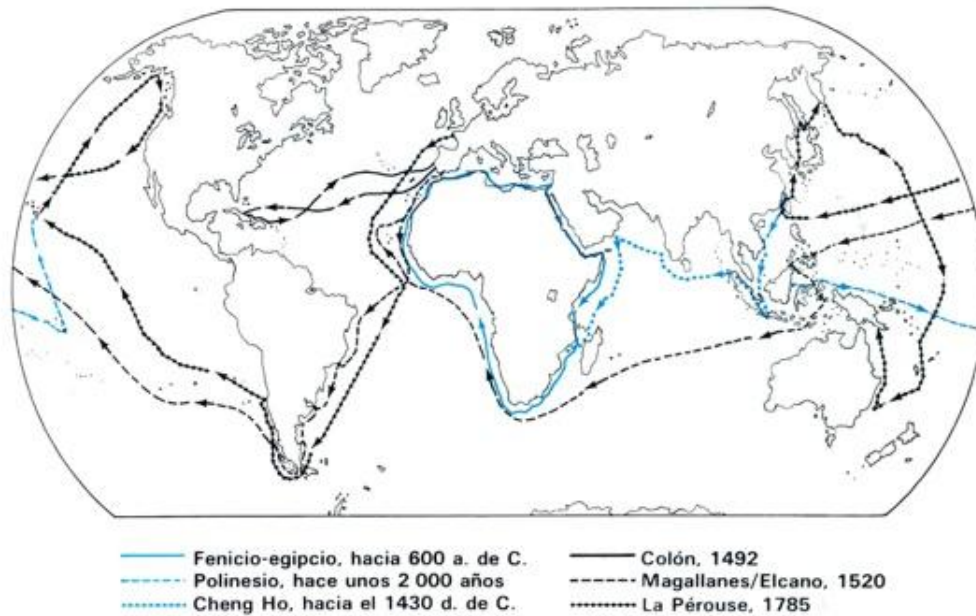 Fenicio-egipcio, hacia 600 a. de C.
Polinesio, hace unos 2 000 años
Cheng Ho, hacia el 1430 d. de C.
Colón, 1492
Magallanes/Elcano, 1520
La Pérouse, 1785